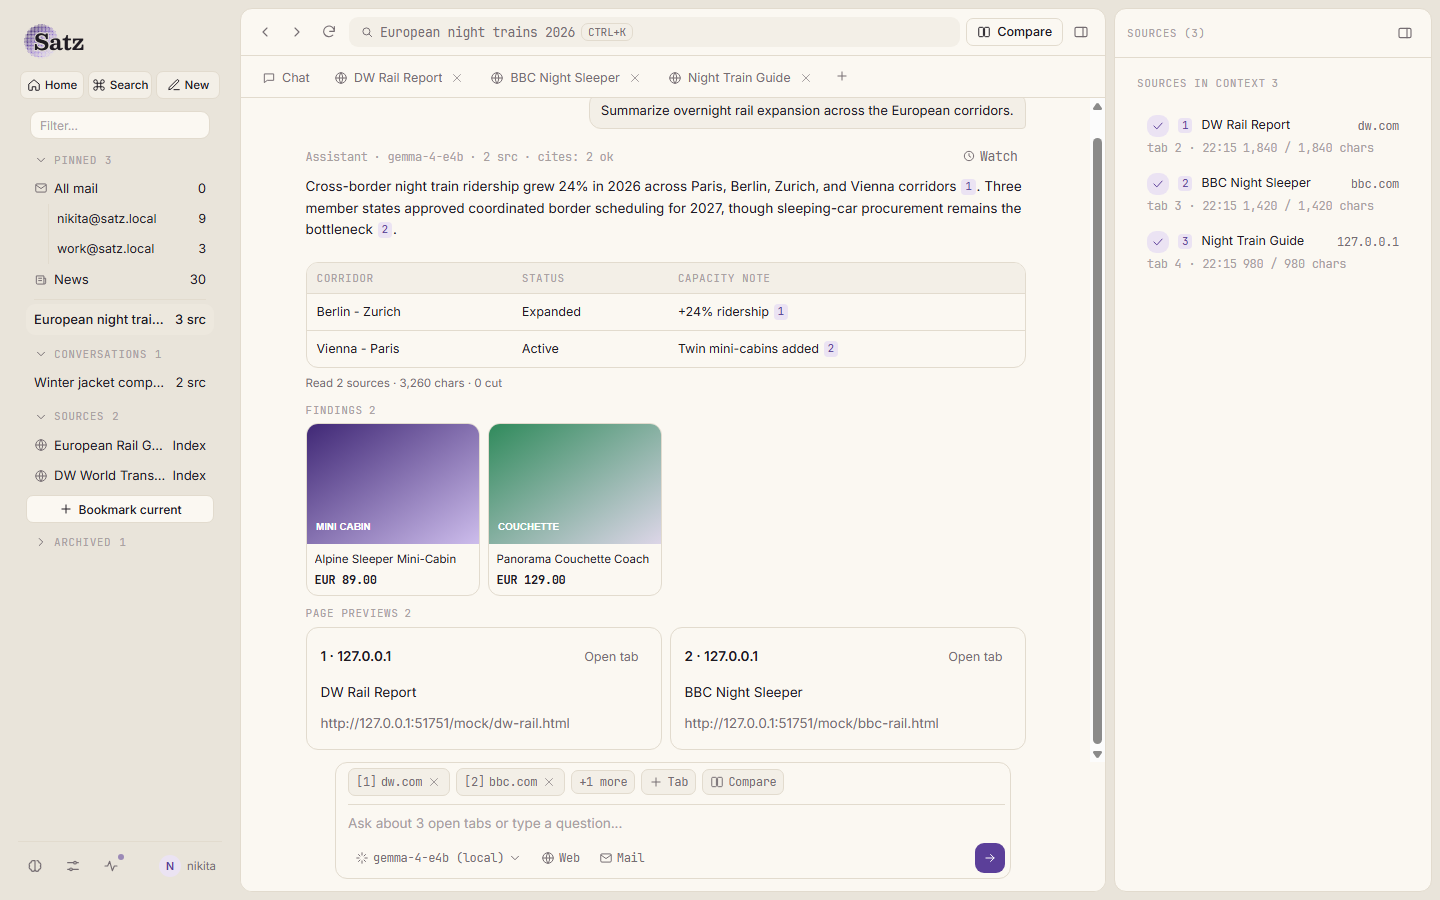 Satz
Home
Search
New
Filter...
PINNED 3
All mail 0
nikita@satz.local 9
work@satz.local 3
News 30
European night trai... 3 src
CONVERSATIONS 1
Winter jacket comp... 2 src
SOURCES 2
European Rail G... Index
DW World Trans... Index
Bookmark current
ARCHIVED 1
N nikita
European night trains 2026 CTRL+K
Compare
Chat
DW Rail Report
BBC Night Sleeper
Night Train Guide
Summarize overnight rail expansion across the European corridors.
Assistant · gemma-4-e4b · 2 src · cites: 2 ok
Watch
Cross-border night train ridership grew 24% in 2026 across Paris, Berlin, Zurich, and Vienna corridors 1. Three
member states approved coordinated border scheduling for 2027, though sleeping-car procurement remains the
bottleneck 2.
CORRIDOR STATUS CAPACITY NOTE
Berlin - Zurich Expanded +24% ridership 1
Vienna - Paris Active Twin mini-cabins added 2
Read 2 sources · 3,260 chars · 0 cut
FINDINGS 2
MINI CABIN
Alpine Sleeper Mini-Cabin
EUR 89.00
COUCHETTE
Panorama Couchette Coach
EUR 129.00
PAGE PREVIEWS 2
1 · 127.0.0.1 Open tab
DW Rail Report
http://127.0.0.1:51751/mock/dw-rail.html
2 · 127.0.0.1 Open tab
BBC Night Sleeper
http://127.0.0.1:51751/mock/bbc-rail.html
[1] dw.com
[2] bbc.com
+1 more
Tab
Compare
Ask about 3 open tabs or type a question...
gemma-4-e4b (local)
Web
Mail
SOURCES (3)
SOURCES IN CONTEXT 3
1 DW Rail Report dw.com
tab 2 · 22:15 1,840 / 1,840 chars
2 BBC Night Sleeper bbc.com
tab 3 · 22:15 1,420 / 1,420 chars
3 Night Train Guide 127.0.0.1
tab 4 · 22:15 980 / 980 chars